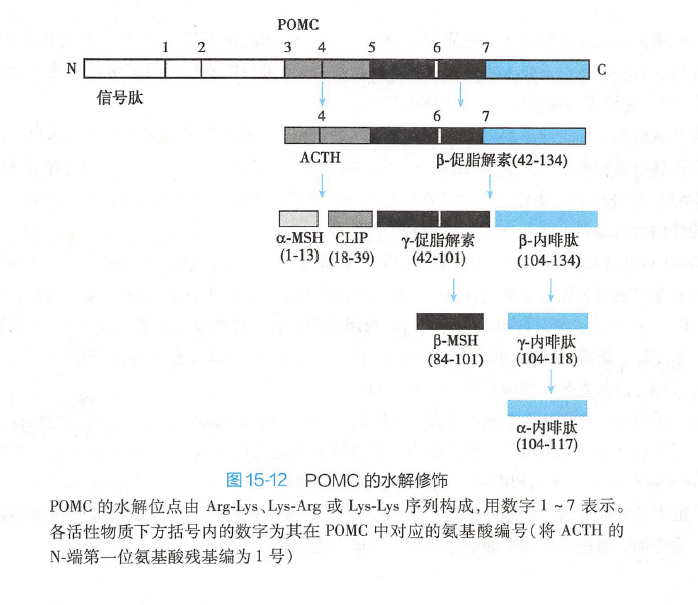 POMC
1 2 3 4 5 6 7
N C
信号肽
4 6 7
ACTH β-促脂解素(42-134)
α-MSH CLIP γ-促脂解素 β-内啡肽
(1-13) (18-39) (42-101) (104-134)
β-MSH γ-内啡肽
(84-101) (104-118)
α-内啡肽
(104-117)
图15-12 POMC 的水解修饰
POMC 的水解位点由 Arg-Lys、Lys-Arg 或 Lys-Lys 序列构成,用数字 1 ~ 7 表示。
各活性物质下方括号内的数字为其在 POMC 中对应的氨基酸编号(将 ACTH 的
N-端第一位氨基酸残基编为 1 号)